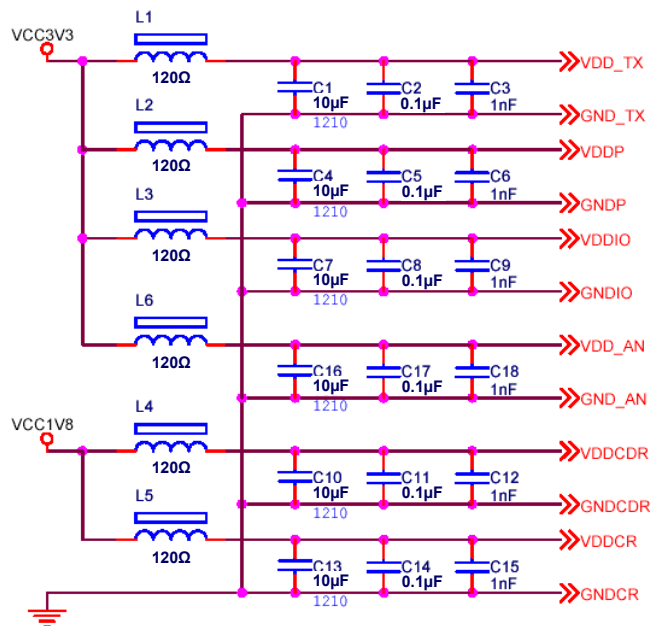 L1
VCC3V3
120Ω
C1 C2 C3
10µF 0.1µF 1nF
1210
VDD_TX
GND_TX
L2
120Ω
C4 C5 C6
10µF 0.1µF 1nF
1210
VDDP
GNDP
L3
120Ω
C7 C8 C9
10µF 0.1µF 1nF
1210
VDDIO
GNDIO
L6
120Ω
C16 C17 C18
10µF 0.1µF 1nF
1210
VDD_AN
GND_AN
L4
VCC1V8
120Ω
C10 C11 C12
10µF 0.1µF 1nF
1210
VDDCDR
GNDCDR
L5
120Ω
C13 C14 C15
10µF 0.1µF 1nF
1210
VDDCR
GNDCR